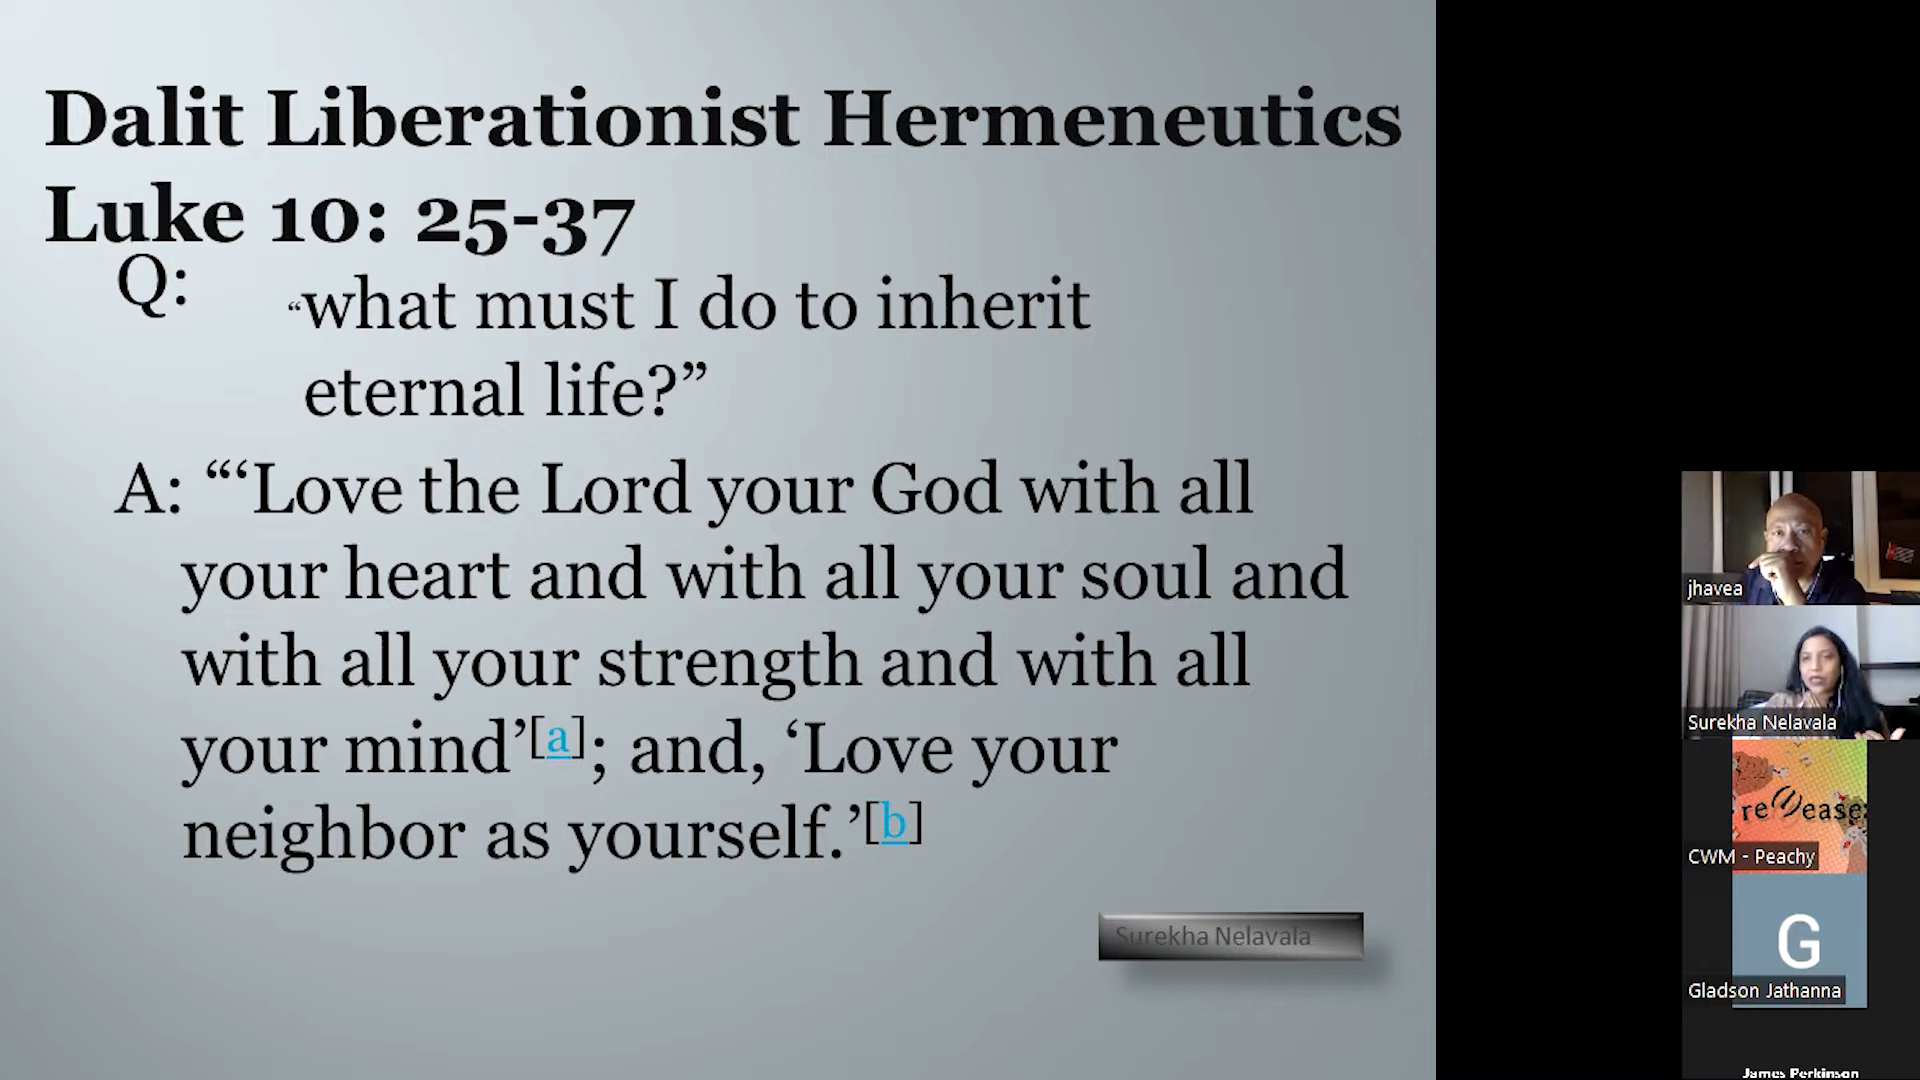 Dalit Liberationist Hermeneutics
Luke 10: 25-37
Q:
“what must I do to inherit
eternal life?”
A: “‘Love the Lord your God with all
your heart and with all your soul and
with all your strength and with all
your mind’[a]; and, ‘Love your
neighbor as yourself.’[b]
Surekha Nelavala
jhavea
Surekha Nelavala
CWM - Peachy
Gladson Jathanna
G
James Perkinson